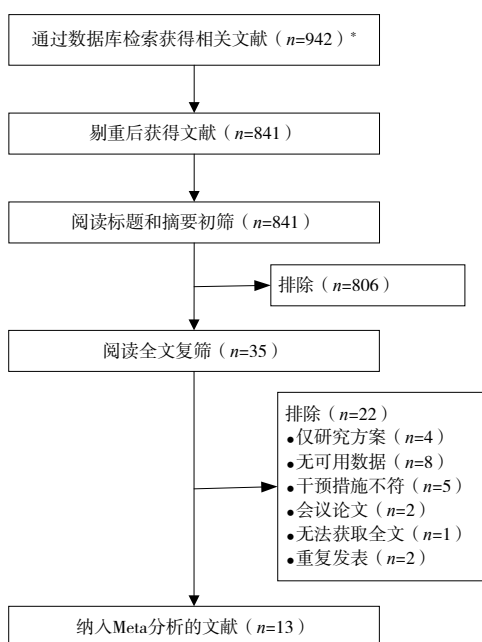 通过数据库检索获得相关文献（n=942）*
剔重后获得文献（n=841）
阅读标题和摘要初筛（n=841）
排除（n=806）
阅读全文复筛（n=35）
排除（n=22）
●仅研究方案（n=4）
●无可用数据（n=8）
●干预措施不符（n=5）
●会议论文（n=2）
●无法获取全文（n=1）
●重复发表（n=2）
纳入Meta分析的文献（n=13）